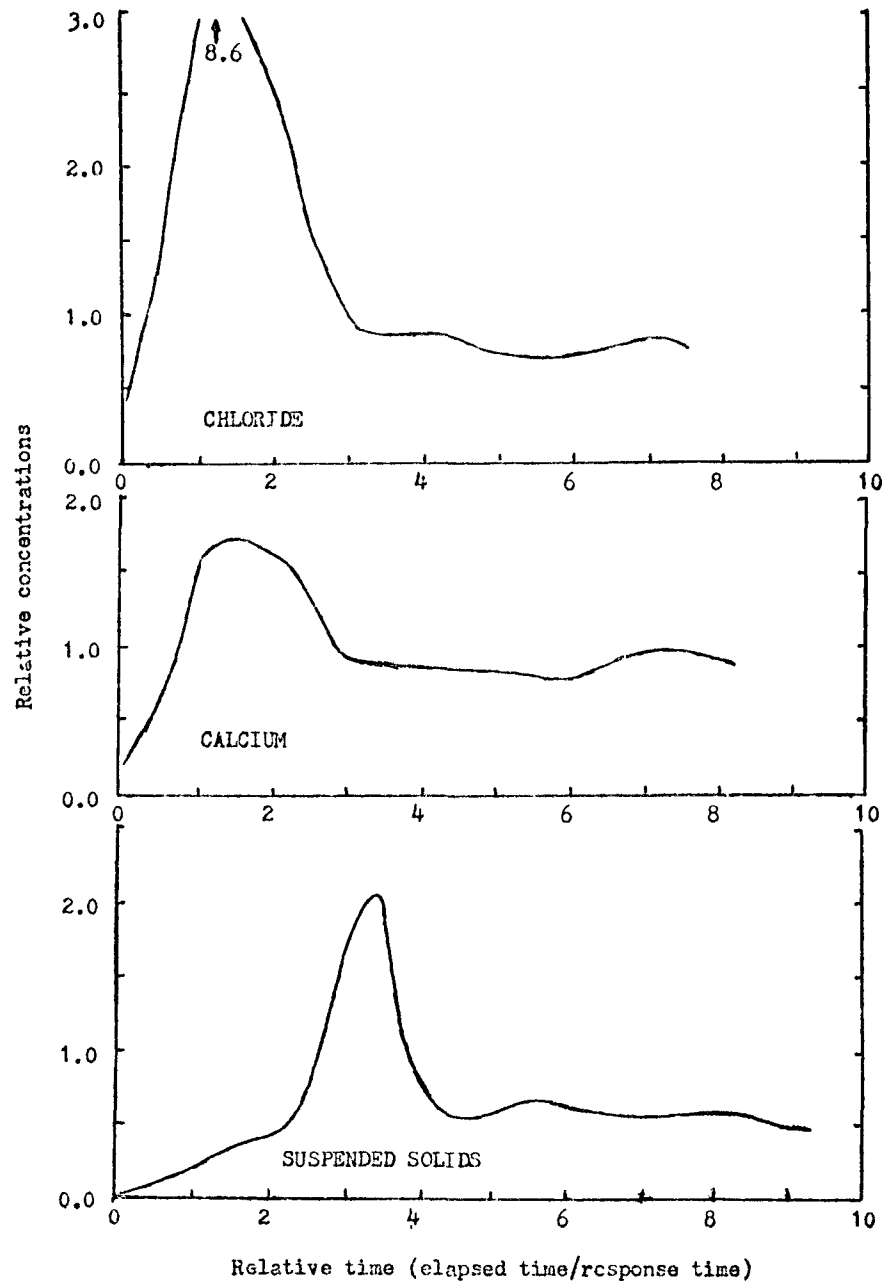 3.0
8.6
2.0
1.0
CHLORIDE
0.0
0 2 4 6 8 10
Relative concentrations
2.0
1.0
CALCIUM
0.0
0 2 4 6 8 10
2.0
1.0
SUSPENDED SOLIDS
0.0
0 2 4 6 8 10
Relative time (elapsed time/response time)